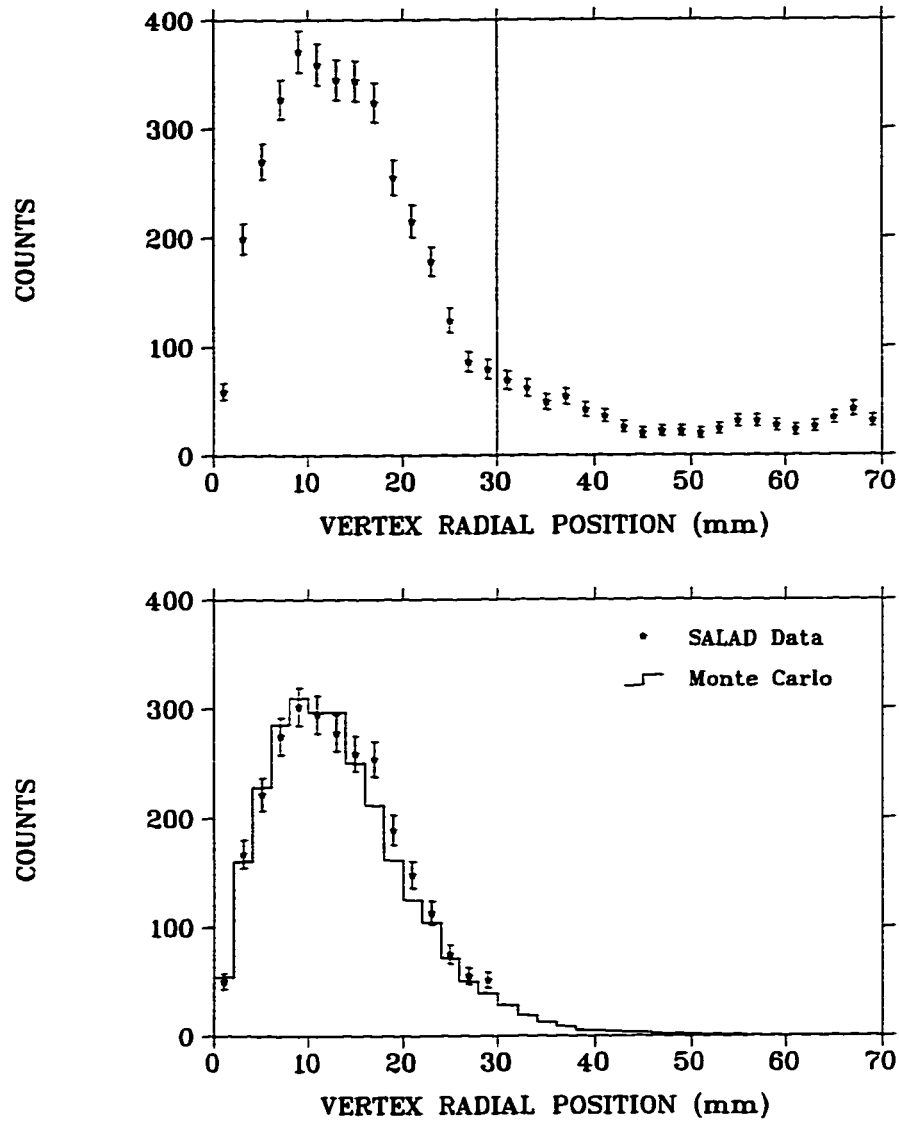 400
300
200
100
0
COUNTS
0 10 20 30 40 50 60 70
VERTEX RADIAL POSITION (mm)
400
300
200
100
0
COUNTS
SALAD Data
Monte Carlo
0 10 20 30 40 50 60 70
VERTEX RADIAL POSITION (mm)